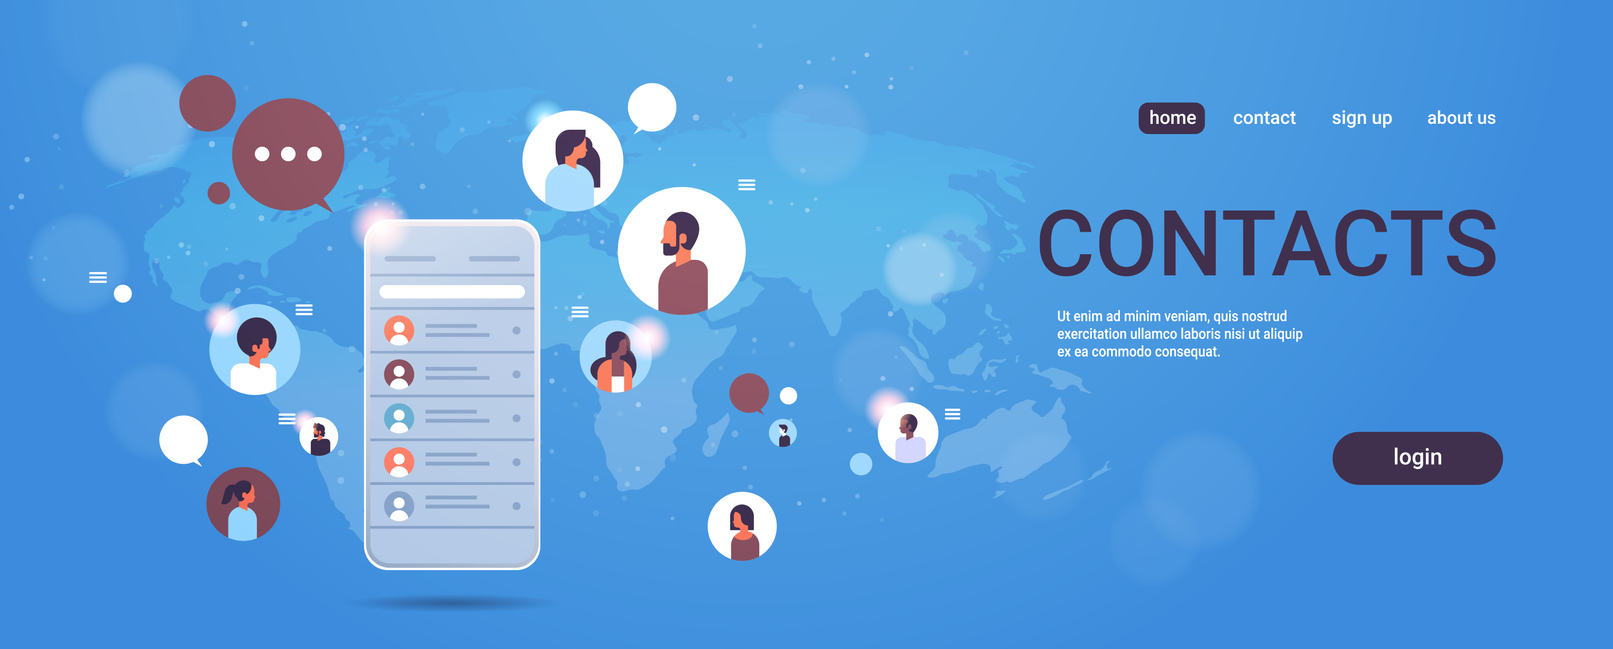 home contact sign up about us
CONTACTS
Ut enim ad minim veniam, quis nostrud
exercitation ullamco laboris nisi ut aliquip
ex ea commodo consequat.
login